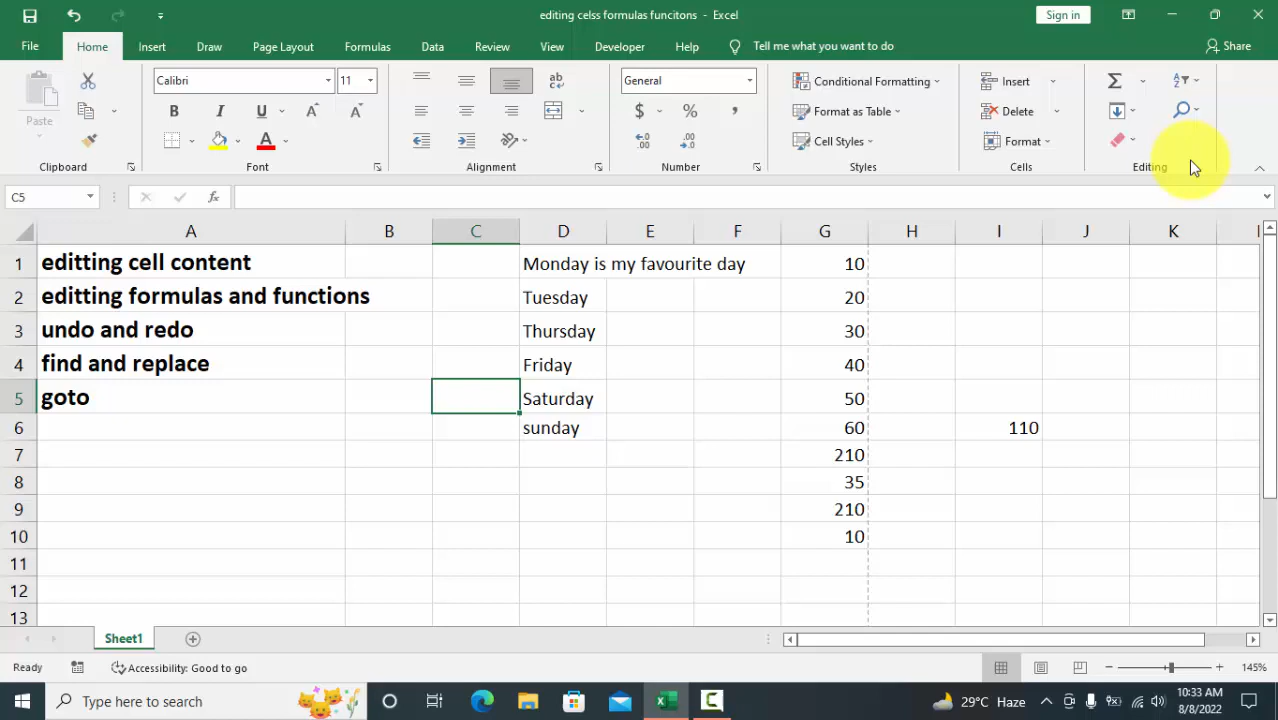 editing celss formulas funcitons - Excel
Sign in
File Home Insert Draw Page Layout Formulas Data Review View Developer Help Tell me what you want to do Share
Paste
Calibri 11
General
Conditional Formatting
Format as Table
Cell Styles
Insert
Delete
Format
Clipboard Font Alignment Number Styles Cells Editing
C5 fx
A B C D E F G H I J K
1 editting cell content Monday is my favourite day 10
2 editting formulas and functions Tuesday 20
3 undo and redo Thursday 30
4 find and replace Friday 40
5 goto Saturday 50
6 sunday 60 110
7 210
8 35
9 210
10 10
11
12
13
Sheet1
Ready Accessibility: Good to go 145%
Type here to search 29°C Haze 10:33 AM
8/8/2022